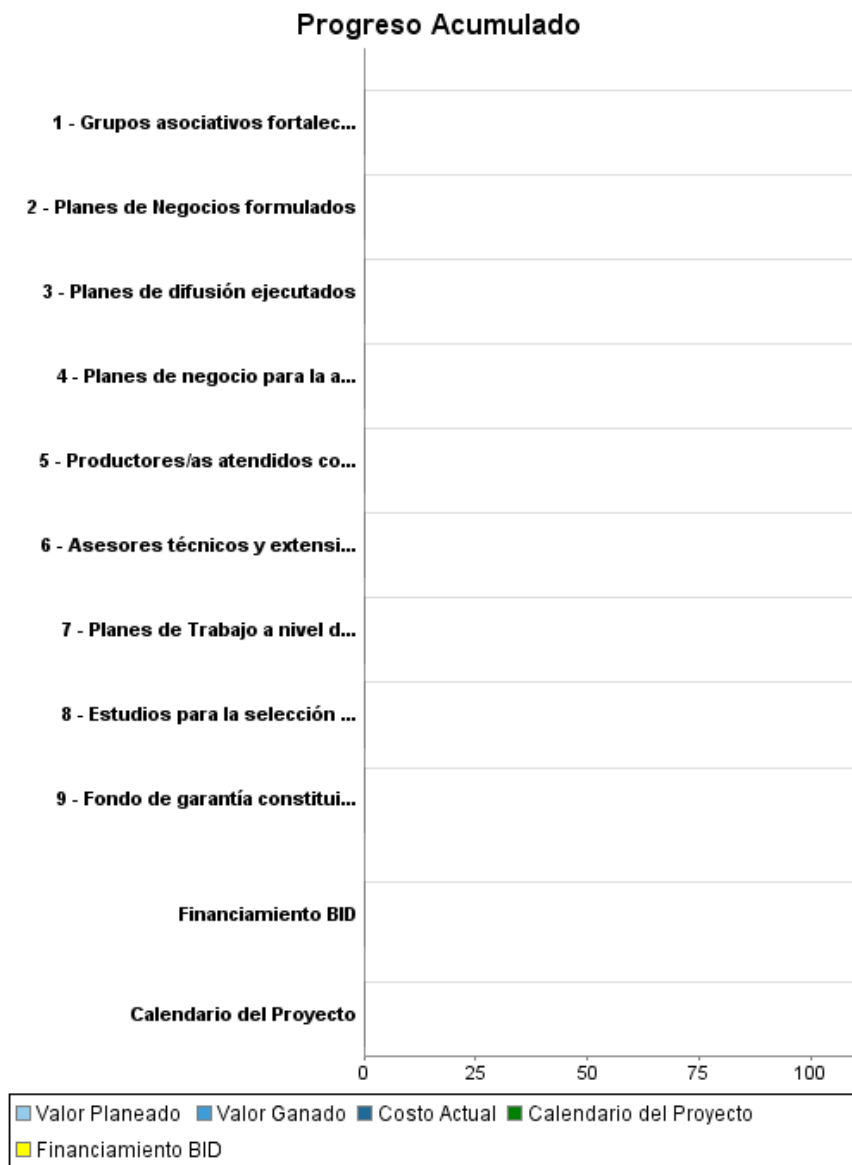 Progreso Acumulado
1 - Grupos asociativos fortalec...
2 - Planes de Negocios formulados
3 - Planes de difusión ejecutados
4 - Planes de negocio para la a...
5 - Productores/as atendidos co...
6 - Asesores técnicos y extensi...
7 - Planes de Trabajo a nivel d...
8 - Estudios para la selección ...
9 - Fondo de garantía constitui...
Financiamiento BID
Calendario del Proyecto
0 25 50 75 100
Valor Planeado Valor Ganado Costo Actual Calendario del Proyecto
Financiamiento BID